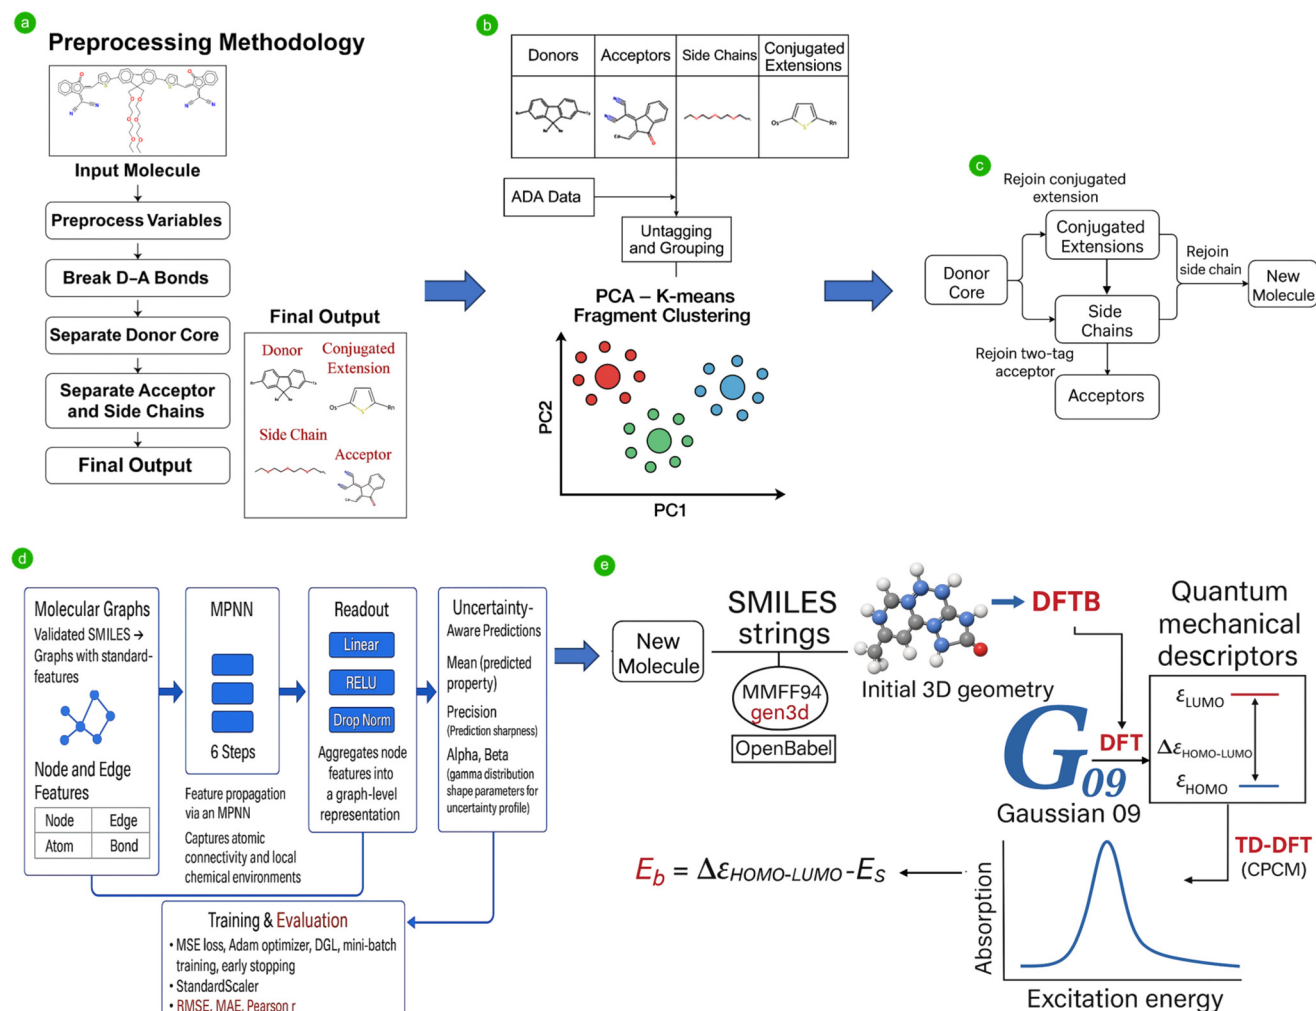 a
Preprocessing Methodology
Input Molecule
Preprocess Variables
Break D–A Bonds
Separate Donor Core
Separate Acceptor
and Side Chains
Final Output
Final Output
Donor
Conjugated
Extension
Side Chain
Acceptor
b
Donors
Acceptors
Side Chains
Conjugated
Extensions
ADA Data
Untagging
and Grouping
PCA – K-means
Fragment Clustering
PC2
PC1
c
Rejoin conjugated
extension
Conjugated
Extensions
Donor
Core
Rejoin
side chain
New
Molecule
Side
Chains
Rejoin two-tag
acceptor
Acceptors
d
Molecular Graphs
Validated SMILES →
Graphs with standard-
features
Node and Edge
Features
Node Edge
Atom Bond
MPNN
6 Steps
Feature propagation
via an MPNN
Captures atomic
connectivity and local
chemical environments
Readout
Linear
RELU
Drop Norm
Aggregates node
features into
a graph-level
representation
Uncertainty-
Aware Predictions
Mean (predicted
property)
Precision
(Prediction sharpness)
Alpha, Beta
(gamma distribution
shape parameters for
uncertainty profile)
Training & Evaluation
• MSE loss, Adam optimizer, DGL, mini-batch
training, early stopping
• StandardScaler
• RMSE, MAE, Pearson r
e
New
Molecule
SMILES
strings
MMFF94
gen3d
OpenBabel
Initial 3D geometry
DFTB
DFT
G09
Gaussian 09
Quantum
mechanical
descriptors
εLUMO
ΔεHOMO-LUMO
εHOMO
TD-DFT
(CPCM)
Eb = ΔεHOMO-LUMO-ES
Absorption
Excitation energy